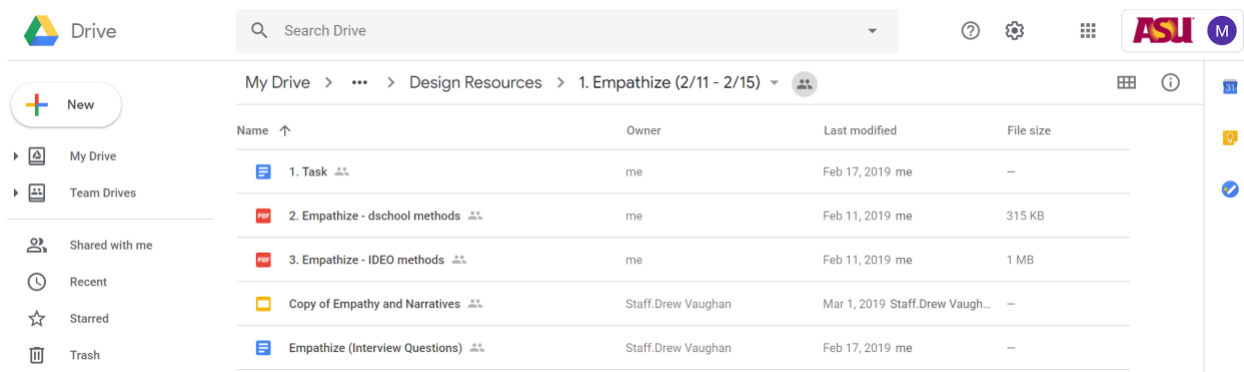 Drive
Search Drive
ASU
M
New
My Drive > ••• > Design Resources > 1. Empathize (2/11 - 2/15)
31
Name Owner Last modified File size
My Drive
1. Task me Feb 17, 2019 me –
Team Drives
PDF 2. Empathize - dschool methods me Feb 11, 2019 me 315 KB
Shared with me
PDF 3. Empathize - IDEO methods me Feb 11, 2019 me 1 MB
Recent
Starred
Copy of Empathy and Narratives Staff.Drew Vaughan Mar 1, 2019 Staff.Drew Vaugh... –
Trash
Empathize (Interview Questions) Staff.Drew Vaughan Feb 17, 2019 me –